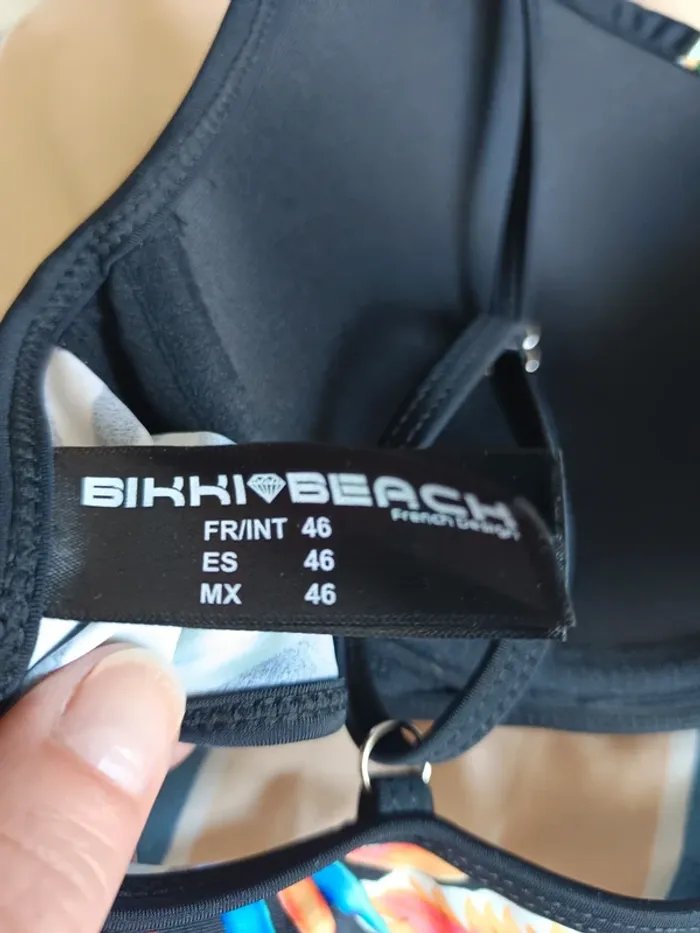 BIKKI BEACH
French Design
FR/INT 46
ES 46
MX 46